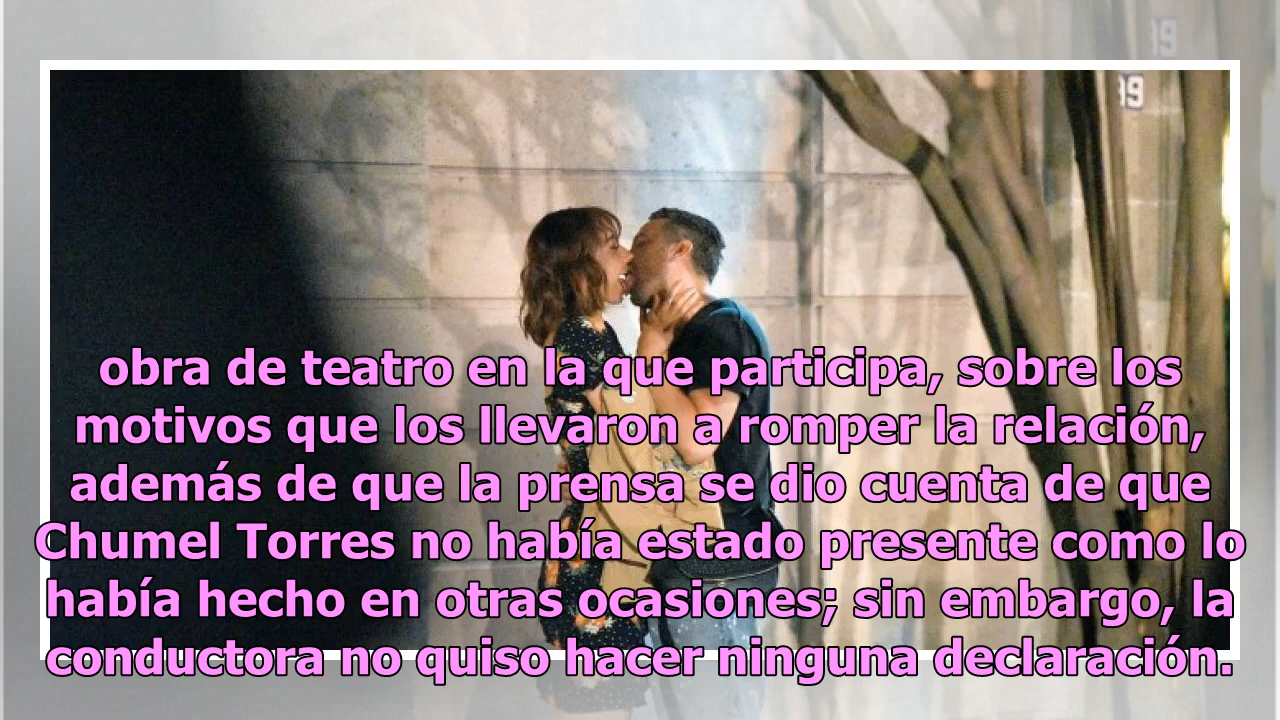 19
19
obra de teatro en la que participa, sobre los
motivos que los llevaron a romper la relación,
además de que la prensa se dio cuenta de que
Chumel Torres no había estado presente como lo
había hecho en otras ocasiones; sin embargo, la
conductora no quiso hacer ninguna declaración.